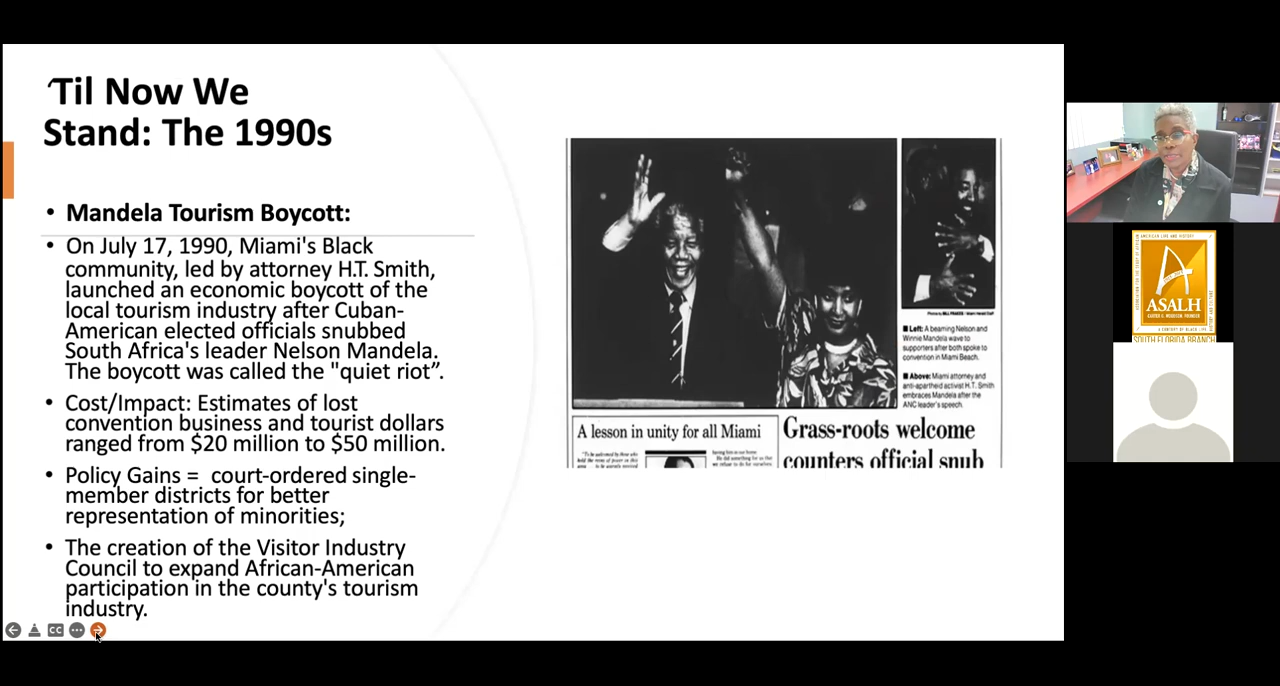 ‘Til Now We
Stand: The 1990s
• Mandela Tourism Boycott:
• On July 17, 1990, Miami's Black
community, led by attorney H.T. Smith,
launched an economic boycott of the
local tourism industry after Cuban-
American elected officials snubbed
South Africa's leader Nelson Mandela.
The boycott was called the "quiet riot”.
• Cost/Impact: Estimates of lost
convention business and tourist dollars
ranged from $20 million to $50 million.
• Policy Gains = court-ordered single-
member districts for better
representation of minorities;
• The creation of the Visitor Industry
Council to expand African-American
participation in the county's tourism
industry.
CC
■ Left: A beaming Nelson and
Winnie Mandela wave to
supporters after both spoke to
convention in Miami Beach.
■ Above: Miami attorney and
anti-apartheid activist H.T. Smith
embraces Mandela after the
ANC leader's speech.
A lesson in unity for all Miami
Grass-roots welcome
counters official snub
ASALH
SOUTH FLORIDA BRANCH